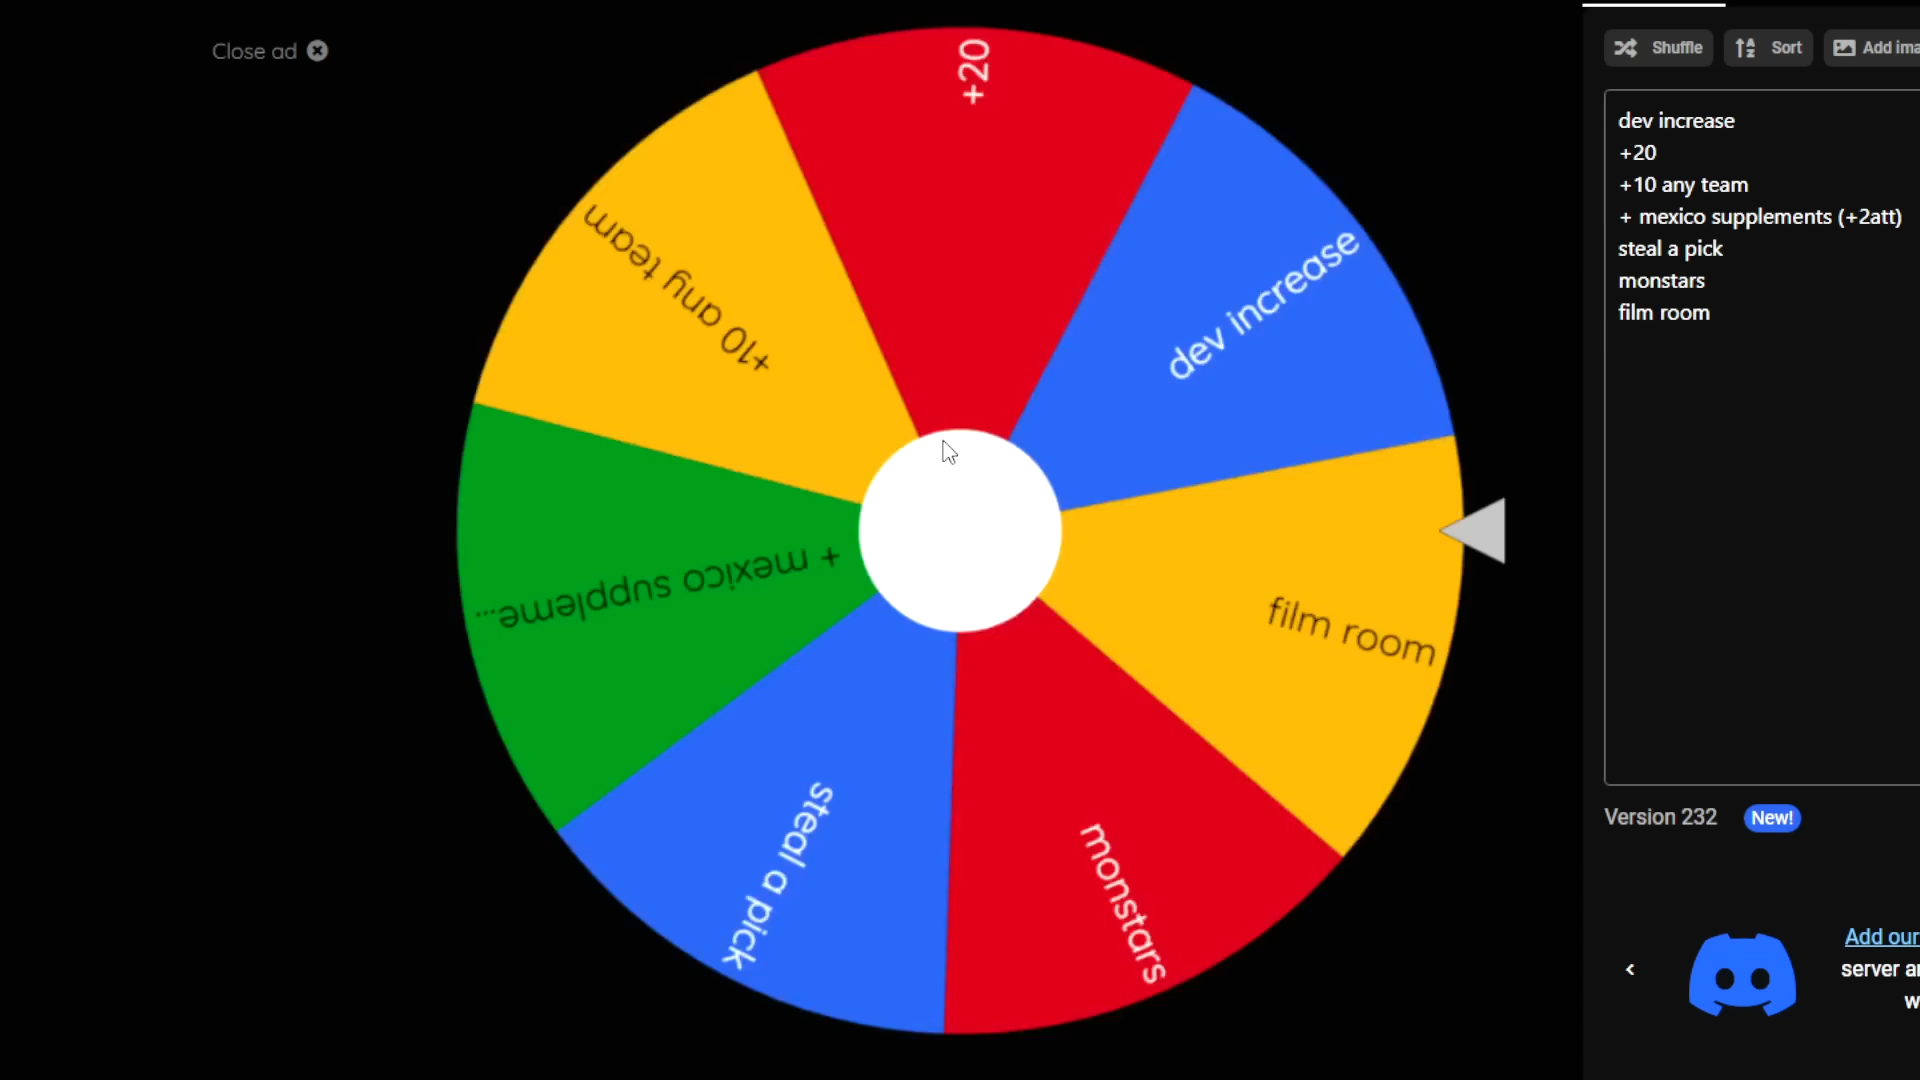 Close ad
+20
dev increase
film room
monstars
steal a pick
+ mexico suppleme...
+10 any team
Shuffle
Sort
Add ima
dev increase
+20
+10 any team
+ mexico supplements (+2att)
steal a pick
monstars
film room
Version 232
New!
Add our
server a
w